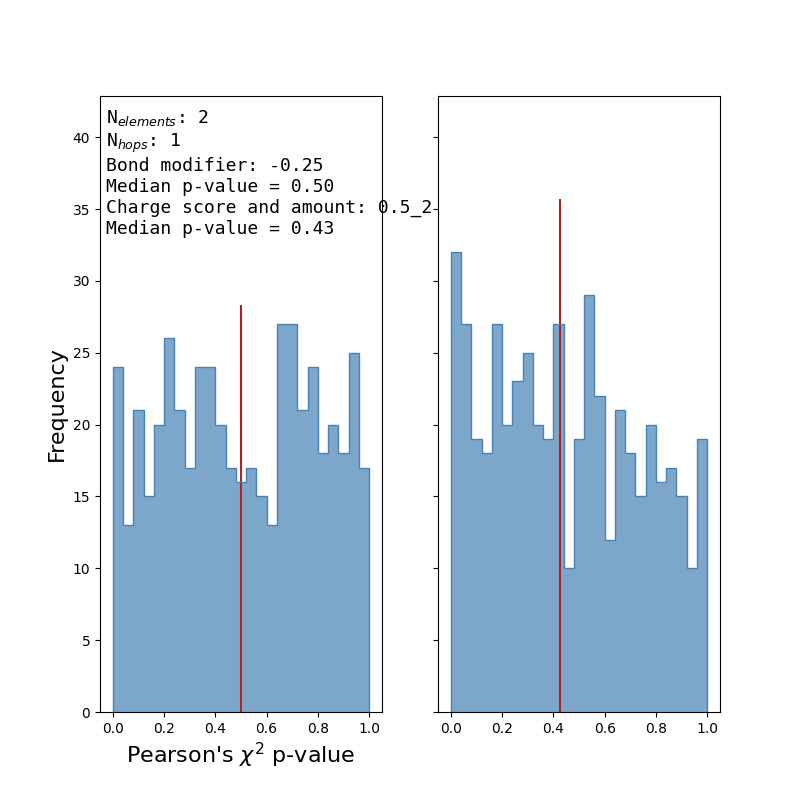 N_elements: 2
N_hops: 1
Bond modifier: -0.25
Median p-value = 0.50
Charge score and amount: 0.5_2
Median p-value = 0.43
40
35
30
25
20
15
10
5
0
Frequency
0.0 0.2 0.4 0.6 0.8 1.0
0.0 0.2 0.4 0.6 0.8 1.0
Pearson's χ² p-value